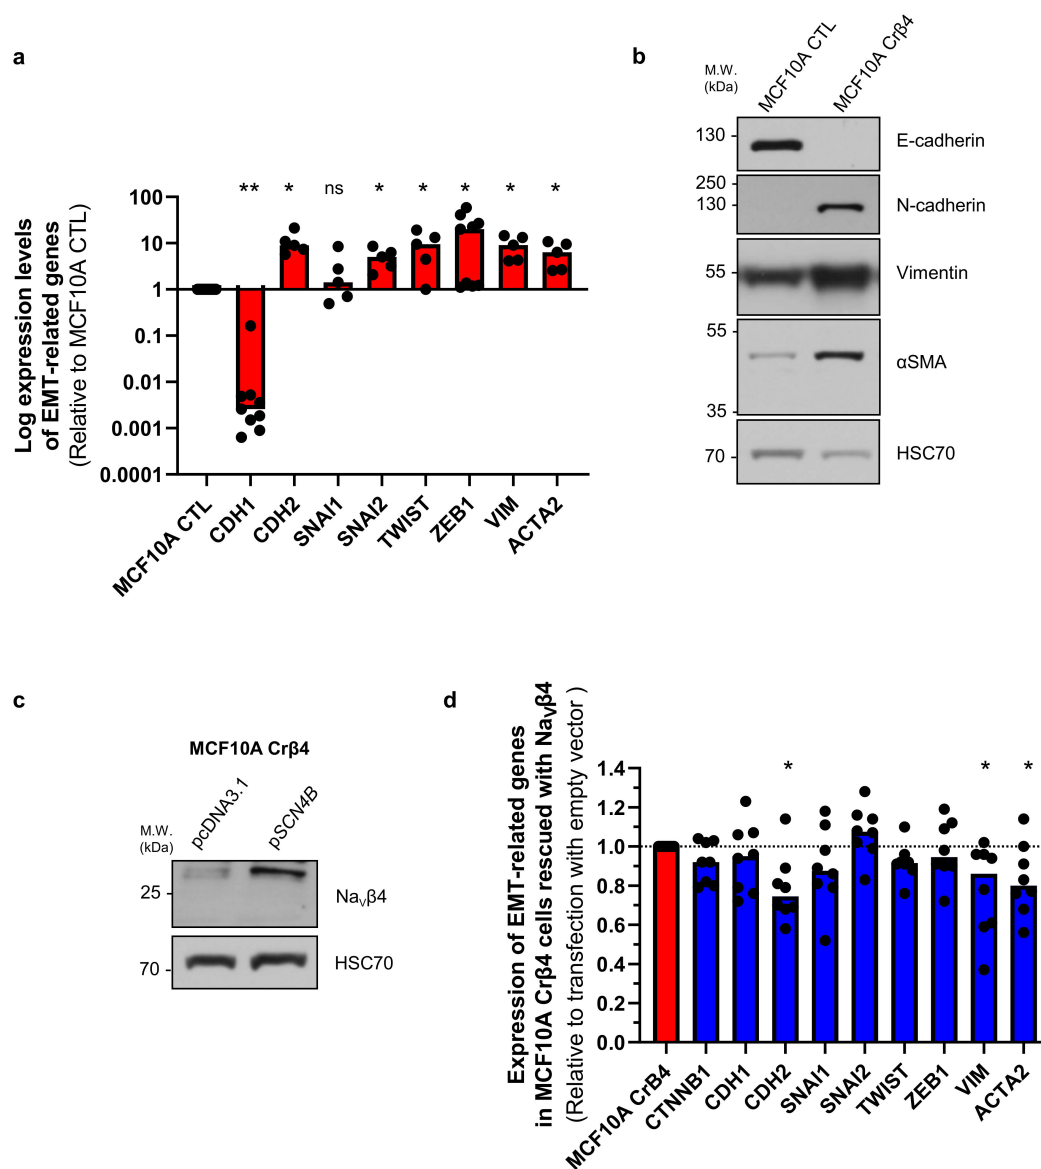 a
Log expression levels
of EMT-related genes
(Relative to MCF10A CTL)
** * ns * * * * *
100
10
1
0.1
0.01
0.001
0.0001
MCF10A CTL
CDH1
CDH2
SNAI1
SNAI2
TWIST
ZEB1
VIM
ACTA2
b
M.W.
(kDa)
MCF10A CTL
MCF10A Crβ4
130
E-cadherin
250
130
N-cadherin
55
Vimentin
55
αSMA
35
70
HSC70
c
MCF10A Crβ4
M.W.
(kDa)
pcDNA3.1
pSCN4B
25
NaVβ4
70
HSC70
d
Expression of EMT-related genes
in MCF10A Crβ4 cells rescued with NaVβ4
(Relative to transfection with empty vector )
* * *
1.4
1.2
1.0
0.8
0.6
0.4
0.2
0.0
MCF10A CrB4
CTNNB1
CDH1
CDH2
SNAI1
SNAI2
TWIST
ZEB1
VIM
ACTA2